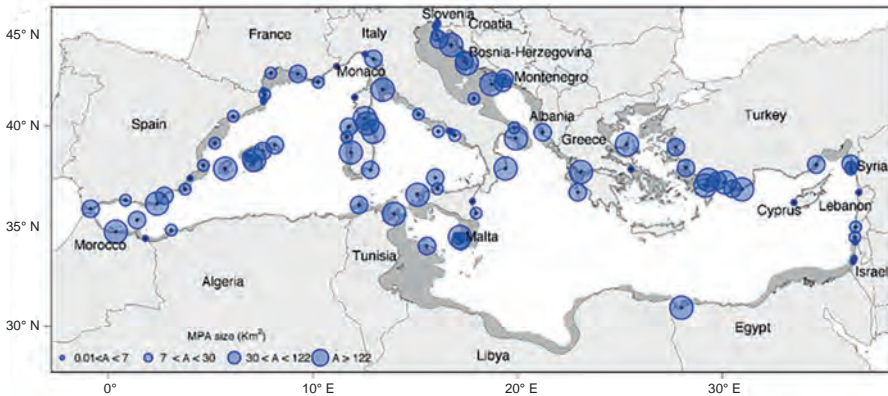 Slovenia
45° N
Croatia
France
Italy
Bosnia-Herzegovina
Monaco
Montenegro
Spain
Albania
Turkey
40° N
Greece
Syria
Cyprus
Lebanon
35° N
Morocco
Malta
Tunisia
Israel
Algeria
30° N
Egypt
MPA size (Km²)
0.01<A < 7
7 < A < 30
30 < A < 122
A > 122
Libya
0°
10° E
20° E
30° E